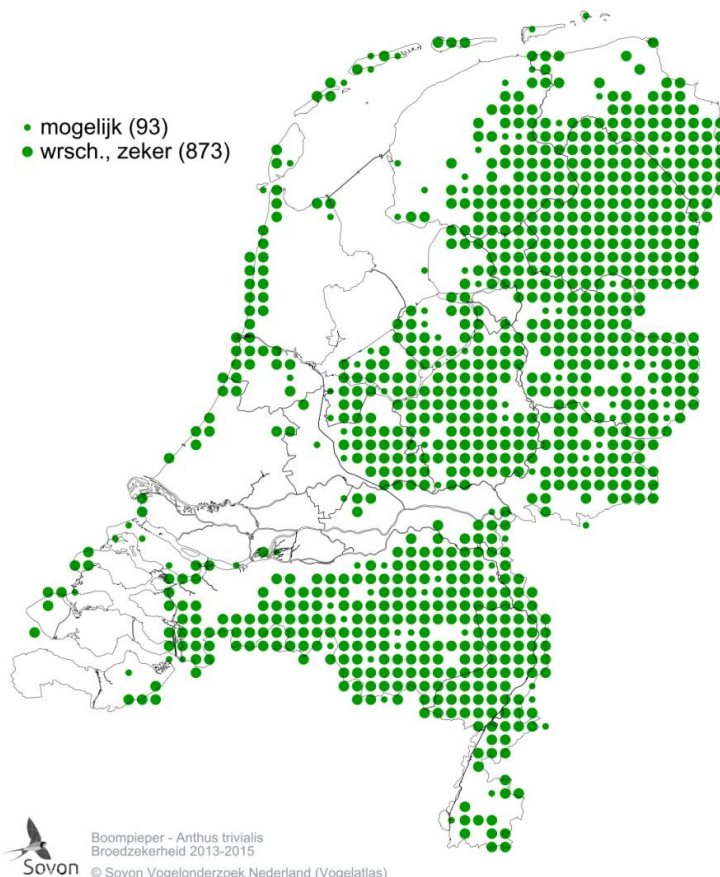 mogelijk (93)
wrsch., zeker (873)
Sovon
Boompieper - Anthus trivialis
Broedzekerheid 2013-2015
© Sovon Vogelonderzoek Nederland (Vogelatlas)